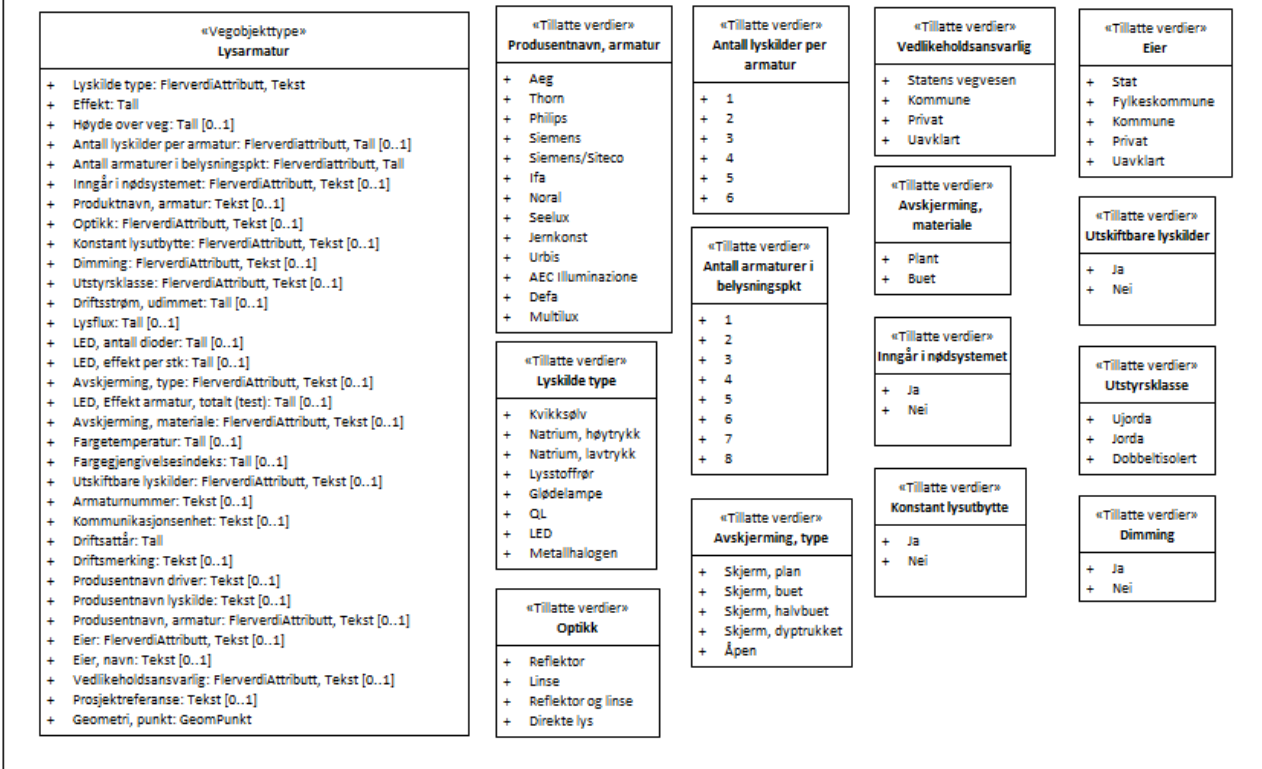 «Vegobjekttype»
Lysarmatur
+ Lyskilde type: FlerverdiAttributt, Tekst
+ Effekt: Tall
+ Høyde over veg: Tall [0..1]
+ Antall lyskilder per armatur: Flerverdiattributt, Tall [0..1]
+ Antall armaturer i belysningspkt: Flerverdiattributt, Tall
+ Inngår i nødsystemet: FlerverdiAttributt, Tekst [0..1]
+ Produktnavn, armatur: Tekst [0..1]
+ Optikk: FlerverdiAttributt, Tekst [0..1]
+ Konstant lysutbytte: FlerverdiAttributt, Tekst [0..1]
+ Dimming: FlerverdiAttributt, Tekst [0..1]
+ Utstyrsklasse: FlerverdiAttributt, Tekst [0..1]
+ Driftsstrøm, udimmet: Tall [0..1]
+ Lysflux: Tall [0..1]
+ LED, antall dioder: Tall [0..1]
+ LED, effekt per stk: Tall [0..1]
+ Avskjerming, type: FlerverdiAttributt, Tekst [0..1]
+ LED, Effekt armatur, totalt (test): Tall [0..1]
+ Avskjerming, materiale: FlerverdiAttributt, Tekst [0..1]
+ Fargetemperatur: Tall [0..1]
+ Fargegjengivelsesindeks: Tall [0..1]
+ Utskiftbare lyskilder: FlerverdiAttributt, Tekst [0..1]
+ Armaturnummer: Tekst [0..1]
+ Kommunikasjonsenhet: Tekst [0..1]
+ Driftsattår: Tall
+ Driftsmerking: Tekst [0..1]
+ Produsentnavn driver: Tekst [0..1]
+ Produsentnavn lyskilde: Tekst [0..1]
+ Produsentnavn, armatur: FlerverdiAttributt, Tekst [0..1]
+ Eier: FlerverdiAttributt, Tekst [0..1]
+ Eier, navn: Tekst [0..1]
+ Vedlikeholdsansvarlig: FlerverdiAttributt, Tekst [0..1]
+ Prosjektreferanse: Tekst [0..1]
+ Geometri, punkt: GeomPunkt
«Tillatte verdier»
Produsentnavn, armatur
+ Aeg
+ Thorn
+ Philips
+ Siemens
+ Siemens/Siteco
+ Ifa
+ Noral
+ Seelux
+ Jernkonst
+ Urbis
+ AEC Illuminazione
+ Defa
+ Multilux
«Tillatte verdier»
Lyskilde type
+ Kvikksølv
+ Natrium, høytrykk
+ Natrium, lavtrykk
+ Lysstoffrør
+ Glødelampe
+ QL
+ LED
+ Metallhalogen
«Tillatte verdier»
Optikk
+ Reflektor
+ Linse
+ Reflektor og linse
+ Direkte lys
«Tillatte verdier»
Antall lyskilder per
armatur
+ 1
+ 2
+ 3
+ 4
+ 5
+ 6
«Tillatte verdier»
Antall armaturer i
belysningspkt
+ 1
+ 2
+ 3
+ 4
+ 5
+ 6
+ 7
+ 8
«Tillatte verdier»
Avskjerming, type
+ Skjerm, plan
+ Skjerm, buet
+ Skjerm, halvbuet
+ Skjerm, dyptrukket
+ Åpen
«Tillatte verdier»
Vedlikeholdsansvarlig
+ Statens vegvesen
+ Kommune
+ Privat
+ Uavklart
«Tillatte verdier»
Avskjerming,
materiale
+ Plant
+ Buet
«Tillatte verdier»
Inngår i nødsystemet
+ Ja
+ Nei
«Tillatte verdier»
Konstant lysutbytte
+ Ja
+ Nei
«Tillatte verdier»
Eier
+ Stat
+ Fylkeskommune
+ Kommune
+ Privat
+ Uavklart
«Tillatte verdier»
Utskiftbare lyskilder
+ Ja
+ Nei
«Tillatte verdier»
Utstyrsklasse
+ Ujorda
+ Jorda
+ Dobbeltisolert
«Tillatte verdier»
Dimming
+ Ja
+ Nei